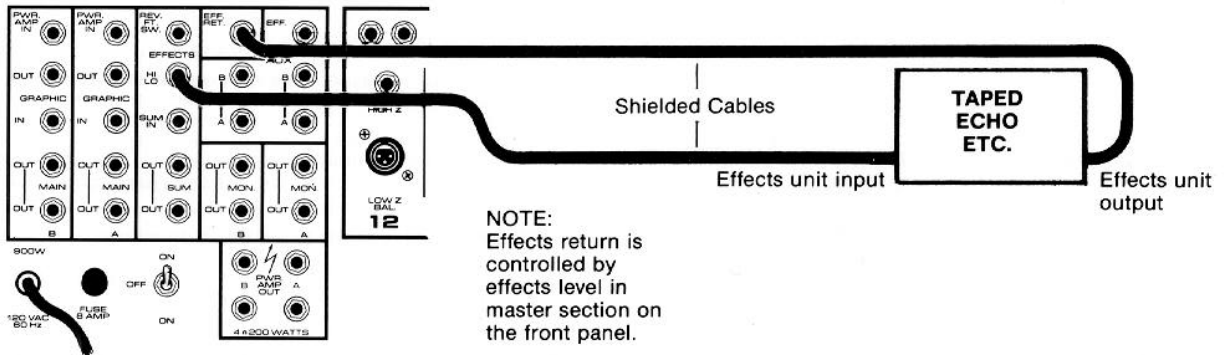 PWR. AMP IN
PWR. AMP IN
REV. FT. SW.
EFF. RET.
EFF.
EFFECTS
AUX
OUT
OUT
HI
LO
B
B
GRAPHIC
GRAPHIC
A
A
HIGH Z
IN
IN
SUM IN
OUT
OUT
OUT
OUT
OUT
MAIN
MAIN
SUM
MON.
MON.
OUT
OUT
OUT
OUT
OUT
B
A
B
A
LOW Z
BAL.
12
900W
ON
OFF
ON
120 VAC
60 Hz
FUSE
8 AMP
B
PWR.
AMP
OUT
A
4 x 200 WATTS
Shielded Cables
TAPED
ECHO
ETC.
Effects unit input
Effects unit
output
NOTE:
Effects return is
controlled by
effects level in
master section on
the front panel.